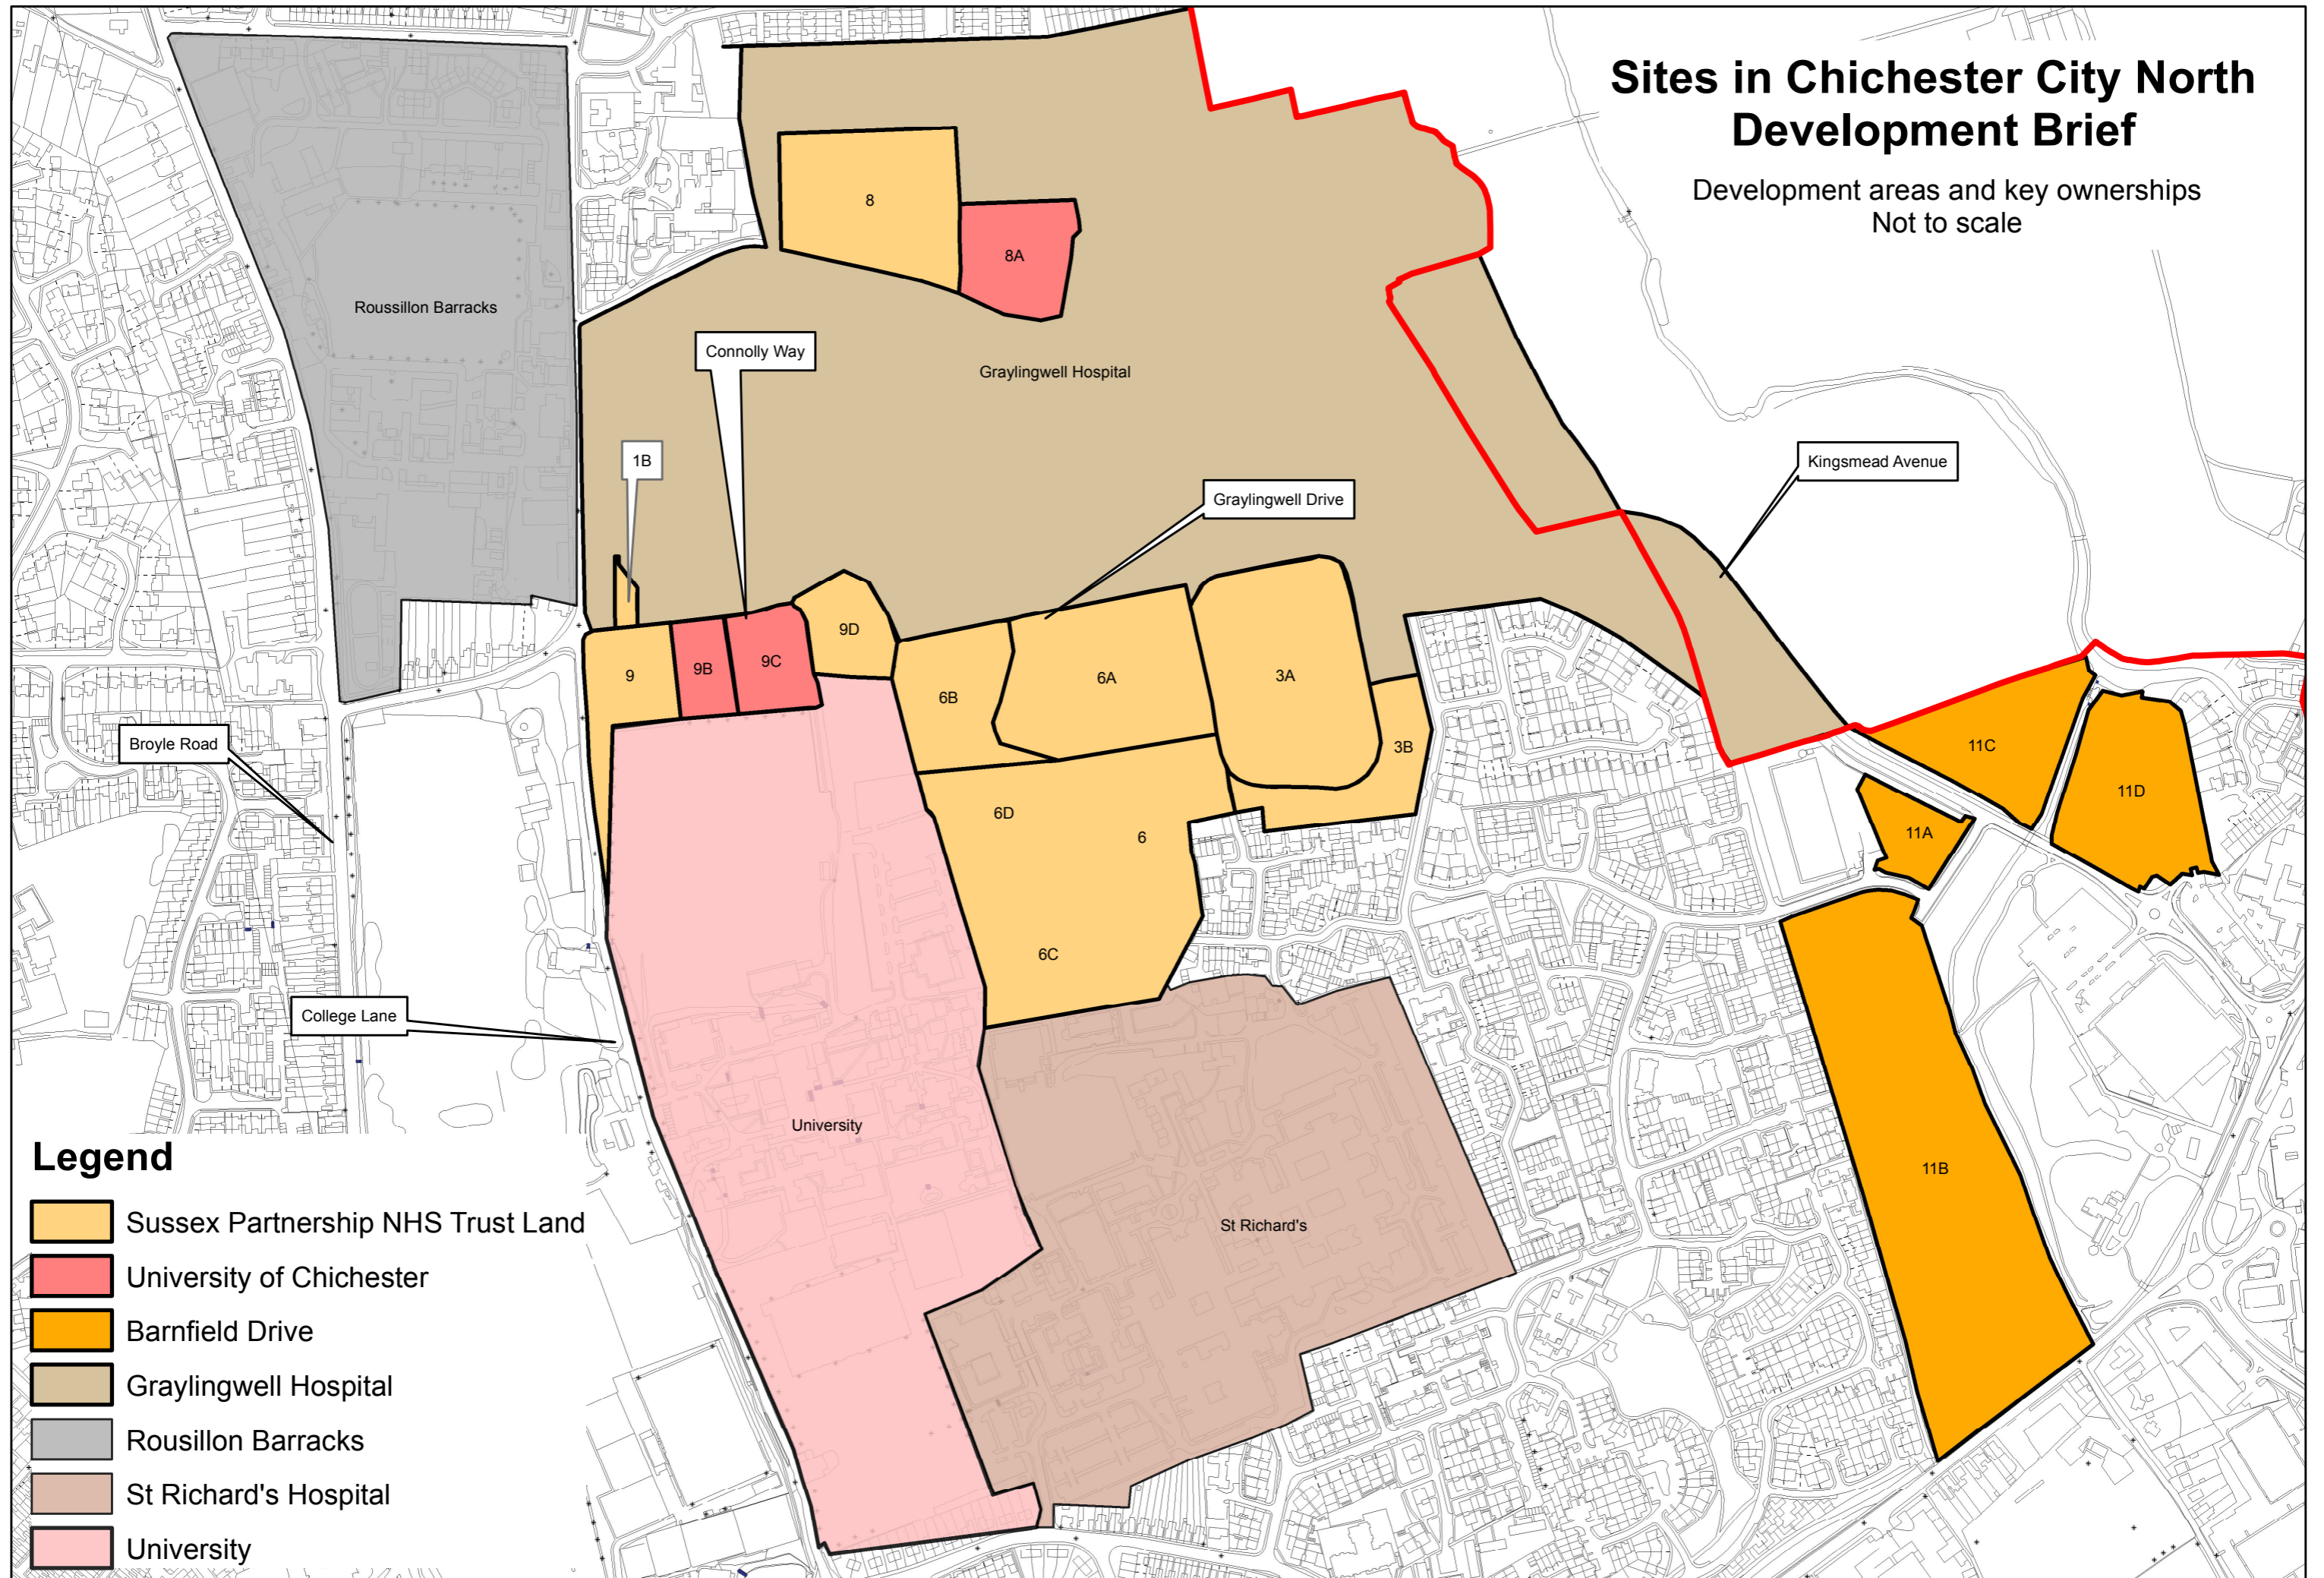 Sites in Chichester City North
Development Brief
Development areas and key ownerships
Not to scale
8
8A
Roussillon Barracks
Connolly Way
Graylingwell Hospital
1B
Kingsmead Avenue
Graylingwell Drive
9D
9
9B
9C
6B
6A
3A
3B
Broyle Road
11C
11D
11A
6D
6
6C
College Lane
University
11B
St Richard's
Legend
Sussex Partnership NHS Trust Land
University of Chichester
Barnfield Drive
Graylingwell Hospital
Rousillon Barracks
St Richard's Hospital
University